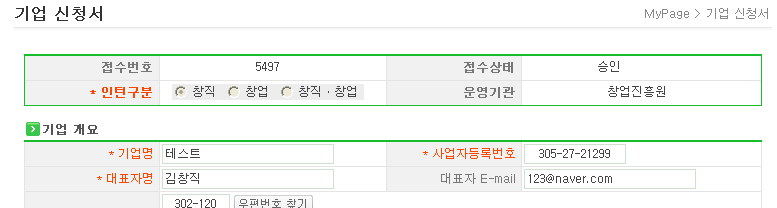 기업 신청서 MyPage > 기업 신청서
접수번호 5497 접수상태 승인
* 인턴구분 창직 창업 창직 · 창업 운영기관 창업진흥원
기업 개요
* 기업명 테스트 * 사업자등록번호 305-27-21299
* 대표자명 김창직 대표자 E-mail 123@naver.com
302-120 우편번호 찾기